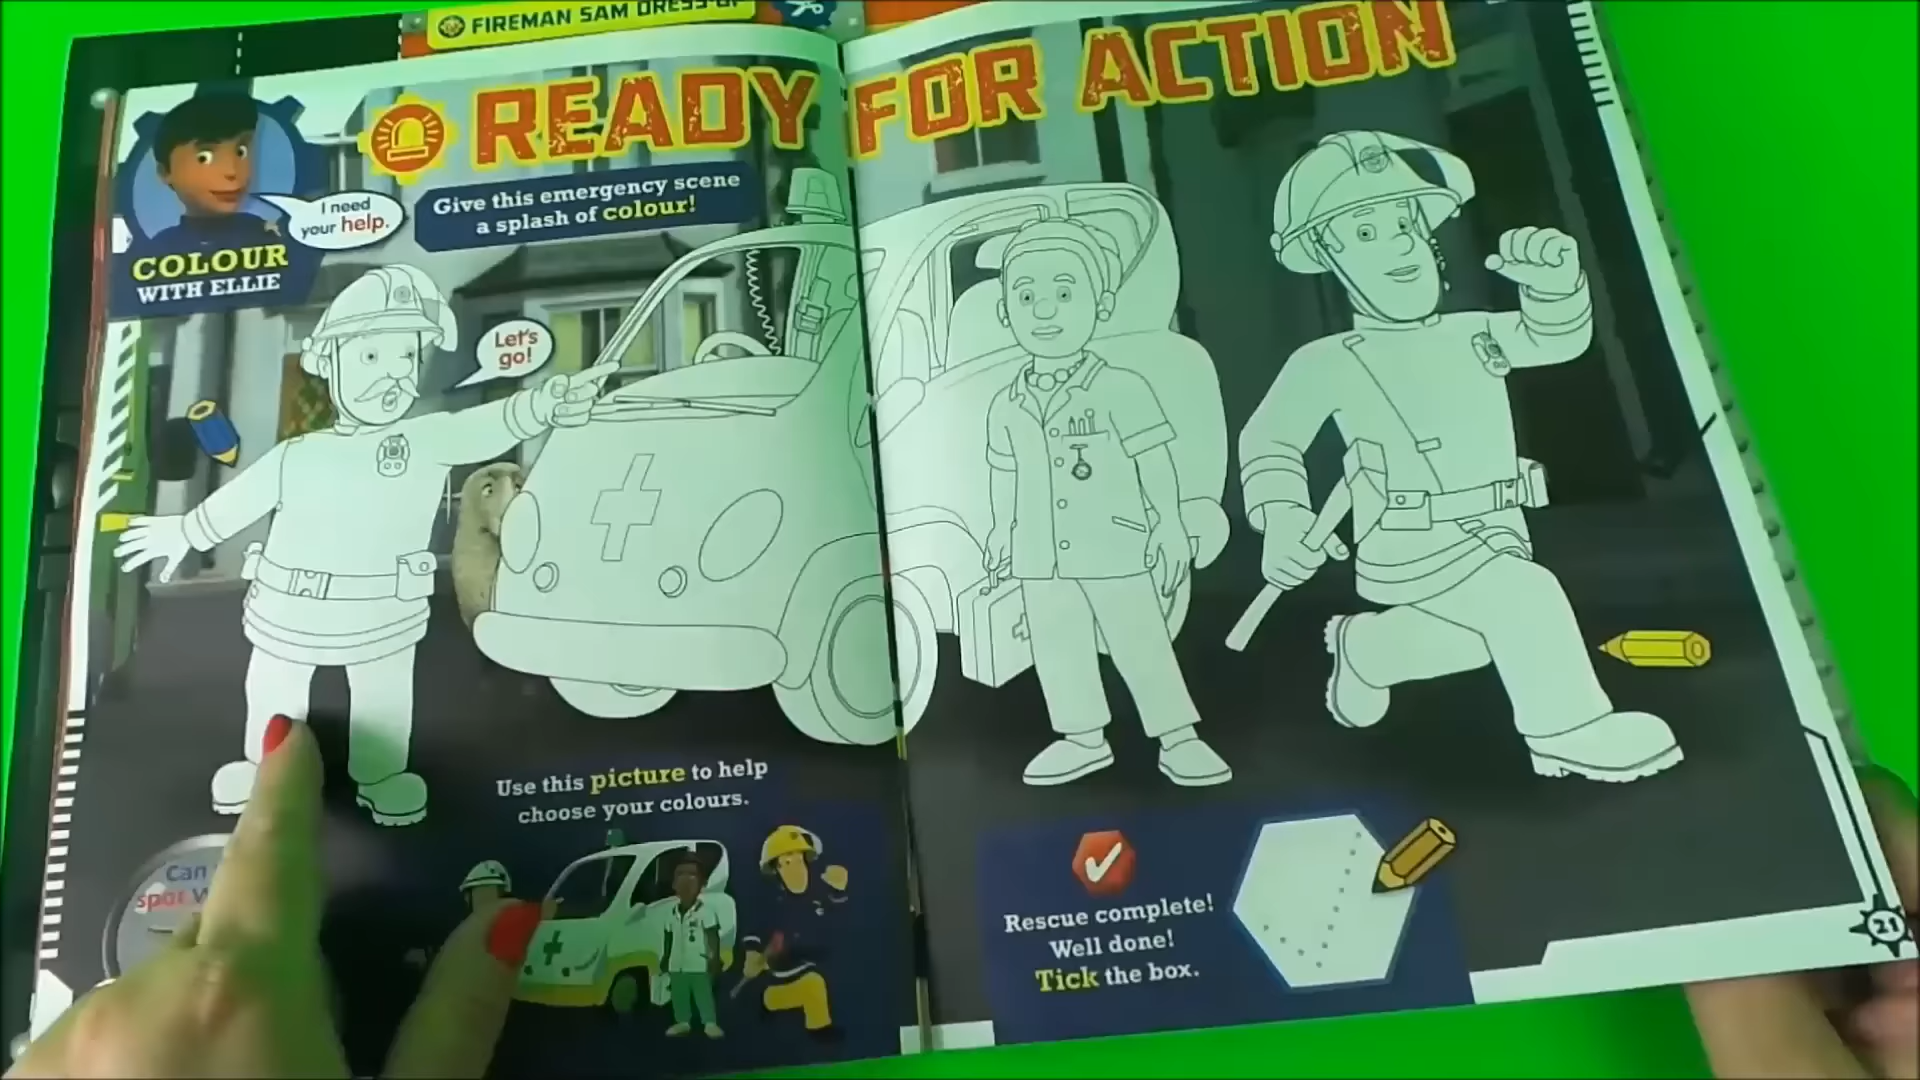 FIREMAN SAM DRESS-UP
READY FOR ACTION
Give this emergency scene
a splash of colour!
I need
your help.
COLOUR
WITH ELLIE
Let's
go!
Use this picture to help
choose your colours.
Can
spot
Rescue complete!
Well done!
Tick the box.
21